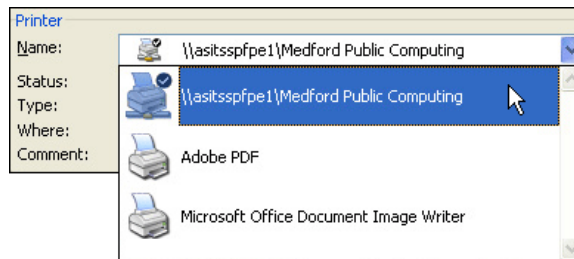 Printer
Name:
\\asitsspfpe1\Medford Public Computing
Status:
\\asitsspfpe1\Medford Public Computing
Type:
Where:
Comment:
Adobe PDF
Microsoft Office Document Image Writer